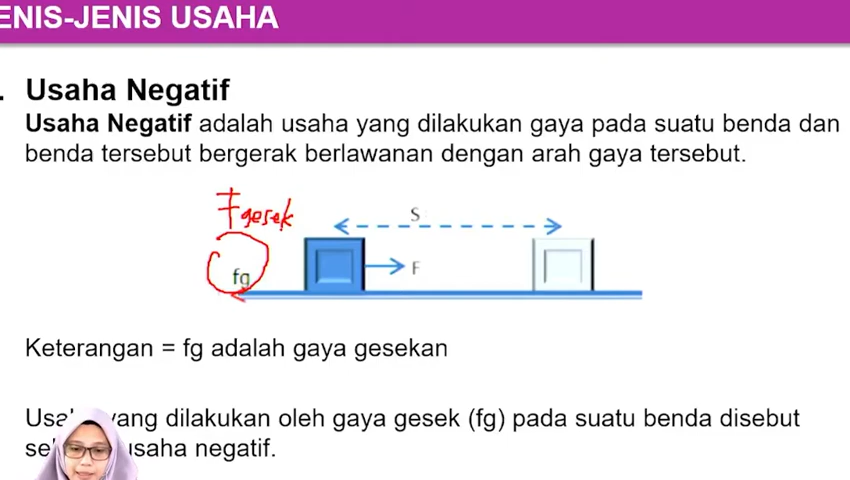 ENIS-JENIS USAHA
. Usaha Negatif
Usaha Negatif adalah usaha yang dilakukan gaya pada suatu benda dan
benda tersebut bergerak berlawanan dengan arah gaya tersebut.
Fgesek
S
fg
F
Keterangan = fg adalah gaya gesekan
yang dilakukan oleh gaya gesek (fg) pada suatu benda disebut
usaha negatif.